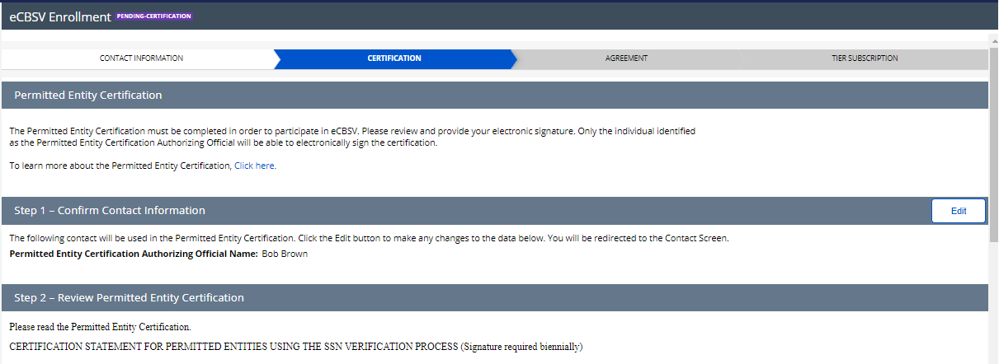 eCBSV Enrollment PENDING-CERTIFICATION
CONTACT INFORMATION CERTIFICATION AGREEMENT TIER SUBSCRIPTION
Permitted Entity Certification
The Permitted Entity Certification must be completed in order to participate in eCBSV. Please review and provide your electronic signature. Only the individual identified
as the Permitted Entity Certification Authorizing Official will be able to electronically sign the certification.
To learn more about the Permitted Entity Certification, Click here.
Step 1 – Confirm Contact Information Edit
The following contact will be used in the Permitted Entity Certification. Click the Edit button to make any changes to the data below. You will be redirected to the Contact Screen.
Permitted Entity Certification Authorizing Official Name: Bob Brown
Step 2 – Review Permitted Entity Certification
Please read the Permitted Entity Certification.
CERTIFICATION STATEMENT FOR PERMITTED ENTITIES USING THE SSN VERIFICATION PROCESS (Signature required biennially)